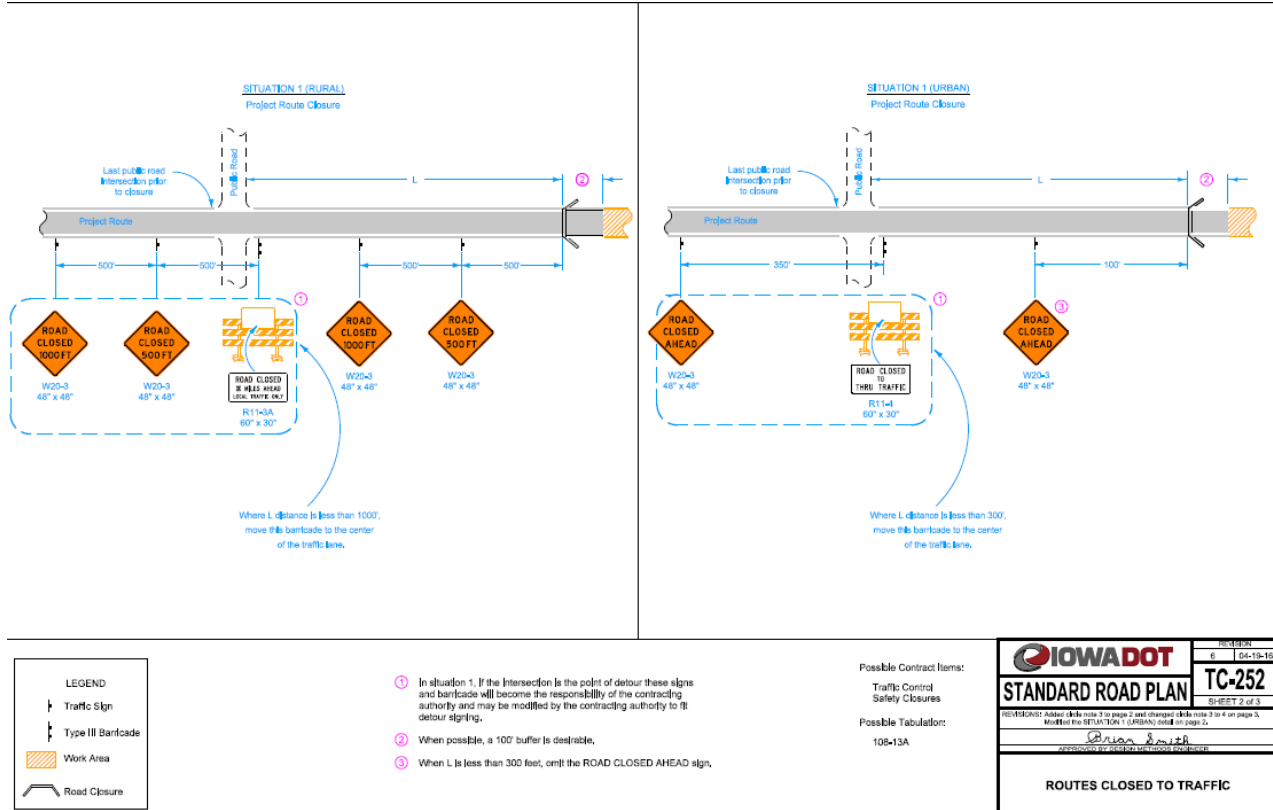 SITUATION 1 (RURAL)
Project Route Closure
Public Road
Last public road
intersection prior
to closure
L
2
Project Route
500'
500'
500'
500'
1
ROAD
CLOSED
1000 FT
W20-3
48" x 48"
ROAD
CLOSED
500 FT
W20-3
48" x 48"
ROAD CLOSED
XX MILES AHEAD
LOCAL TRAFFIC ONLY
R11-3A
60" x 30"
ROAD
CLOSED
1000 FT
W20-3
48" x 48"
ROAD
CLOSED
500 FT
W20-3
48" x 48"
Where L distance is less than 1000',
move this barricade to the center
of the traffic lane.
SITUATION 1 (URBAN)
Project Route Closure
Public Road
Last public road
intersection prior
to closure
L
2
Project Route
350'
100'
1
ROAD
CLOSED
AHEAD
W20-3
48" x 48"
ROAD CLOSED
TO
THRU TRAFFIC
R11-4
60" x 30"
3
ROAD
CLOSED
AHEAD
W20-3
48" x 48"
Where L distance is less than 300',
move this barricade to the center
of the traffic lane.
LEGEND
Traffic Sign
Type III Barricade
Work Area
Road Closure
1 In situation 1, if the intersection is the point of detour these signs
and barricade will become the responsibility of the contracting
authority and may be modified by the contracting authority to fit
detour signing.
2 When possible, a 100' buffer is desirable.
3 When L is less than 300 feet, omit the ROAD CLOSED AHEAD sign.
Possible Contract Items:
Traffic Control
Safety Closures
Possible Tabulation:
108-13A
IOWADOT
REVISION
6 04-19-16
STANDARD ROAD PLAN
TC-252
SHEET 2 of 3
REVISIONS: Added circle note 3 to page 2 and changed circle note 3 to 4 on page 3.
Modified the SITUATION 1 (URBAN) detail on page 2.
Brian Smith
APPROVED BY DESIGN METHODS ENGINEER
ROUTES CLOSED TO TRAFFIC